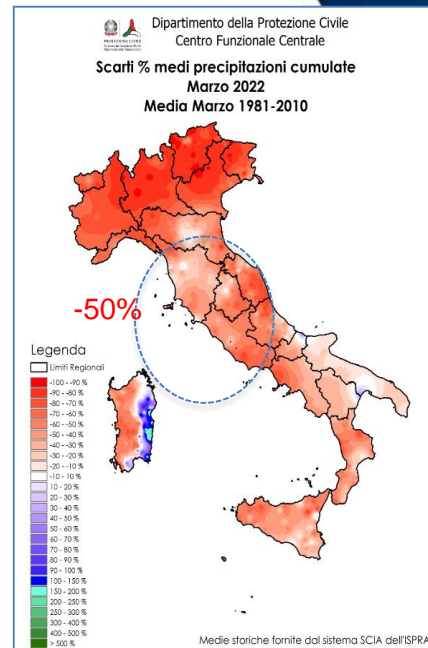 Dipartimento della Protezione Civile
Centro Funzionale Centrale
PROTEZIONE CIVILE
Scarti % medi precipitazioni cumulate
Marzo 2022
Media Marzo 1981-2010
-50%
Legenda
Limiti Regionali
-100 - -90 %
-90 - -80 %
-80 - -70 %
-70 - -60 %
-60 - -50 %
-50 - -40 %
-40 - -30 %
-30 - -20 %
-20 - -10 %
-10 - 10 %
10 - 20 %
20 - 30 %
30 - 40 %
40 - 50 %
50 - 60 %
60 - 70 %
70 - 80 %
80 - 90 %
90 - 100 %
100 - 150 %
150 - 200 %
200 - 250 %
250 - 300 %
300 - 400 %
400 - 500 %
> 500 %
Medie storiche fornite dal sistema SCIA dell'ISPRA